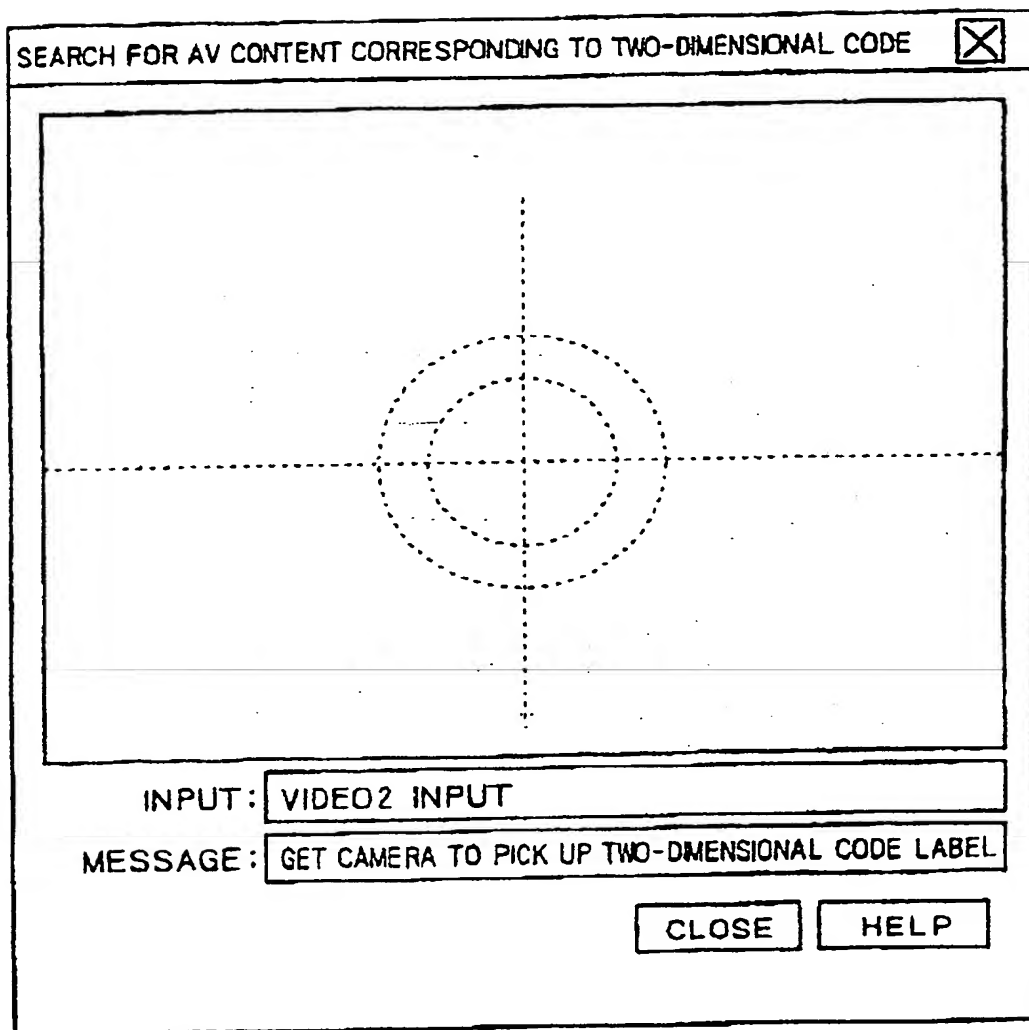 SEARCH FOR AV CONTENT CORRESPONDING TO TWO-DIMENSIONAL CODE
INPUT: VIDEO2 INPUT
MESSAGE: GET CAMERA TO PICK UP TWO-DMENSIONAL CODE LABEL
CLOSE HELP